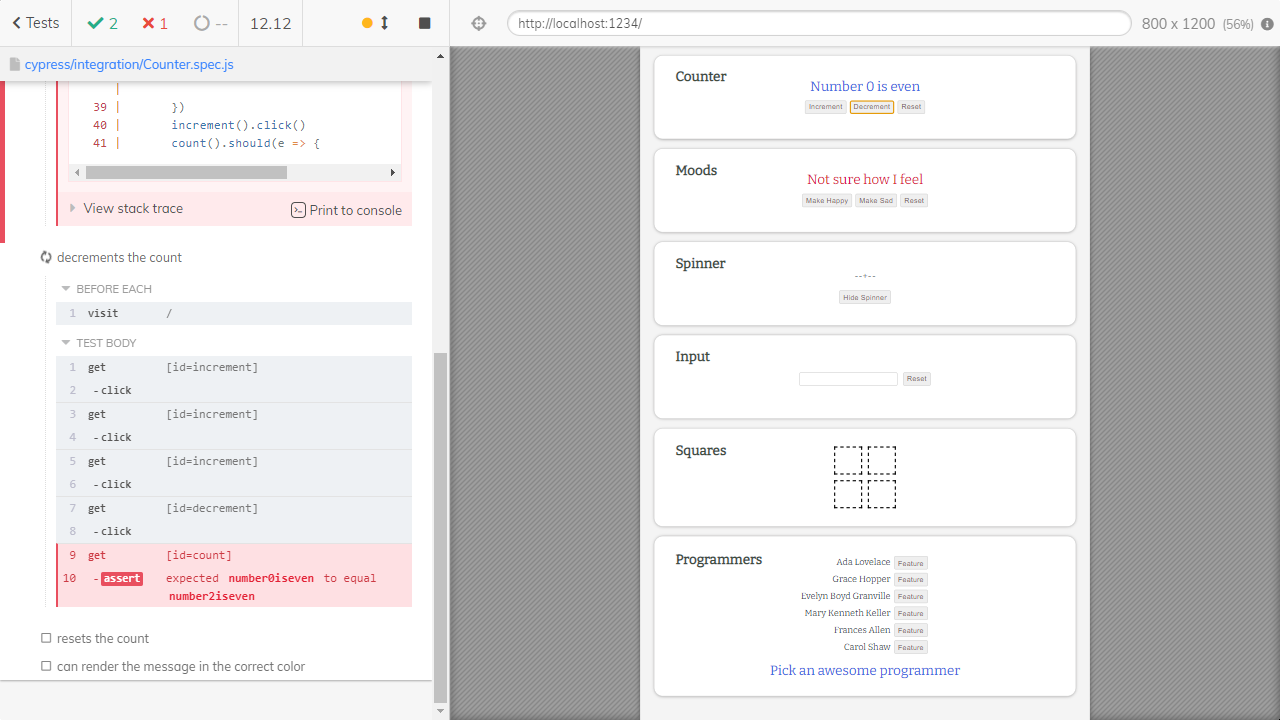 Tests
2
1
--
12.12
http://localhost:1234/
800 x 1200 (56%)
cypress/integration/Counter.spec.js
|
39 | })
40 | increment().click()
41 | count().should(e => {
View stack trace
Print to console
decrements the count
BEFORE EACH
1 visit /
TEST BODY
1 get [id=increment]
2 -click
3 get [id=increment]
4 -click
5 get [id=increment]
6 -click
7 get [id=decrement]
8 -click
9 get [id=count]
10 -assert expected number0iseven to equal
number2iseven
resets the count
can render the message in the correct color
Counter
Number 0 is even
Increment Decrement Reset
Moods
Not sure how I feel
Make Happy Make Sad Reset
Spinner
--+--
Hide Spinner
Input
Reset
Squares
Programmers
Ada Lovelace Feature
Grace Hopper Feature
Evelyn Boyd Granville Feature
Mary Kenneth Keller Feature
Frances Allen Feature
Carol Shaw Feature
Pick an awesome programmer